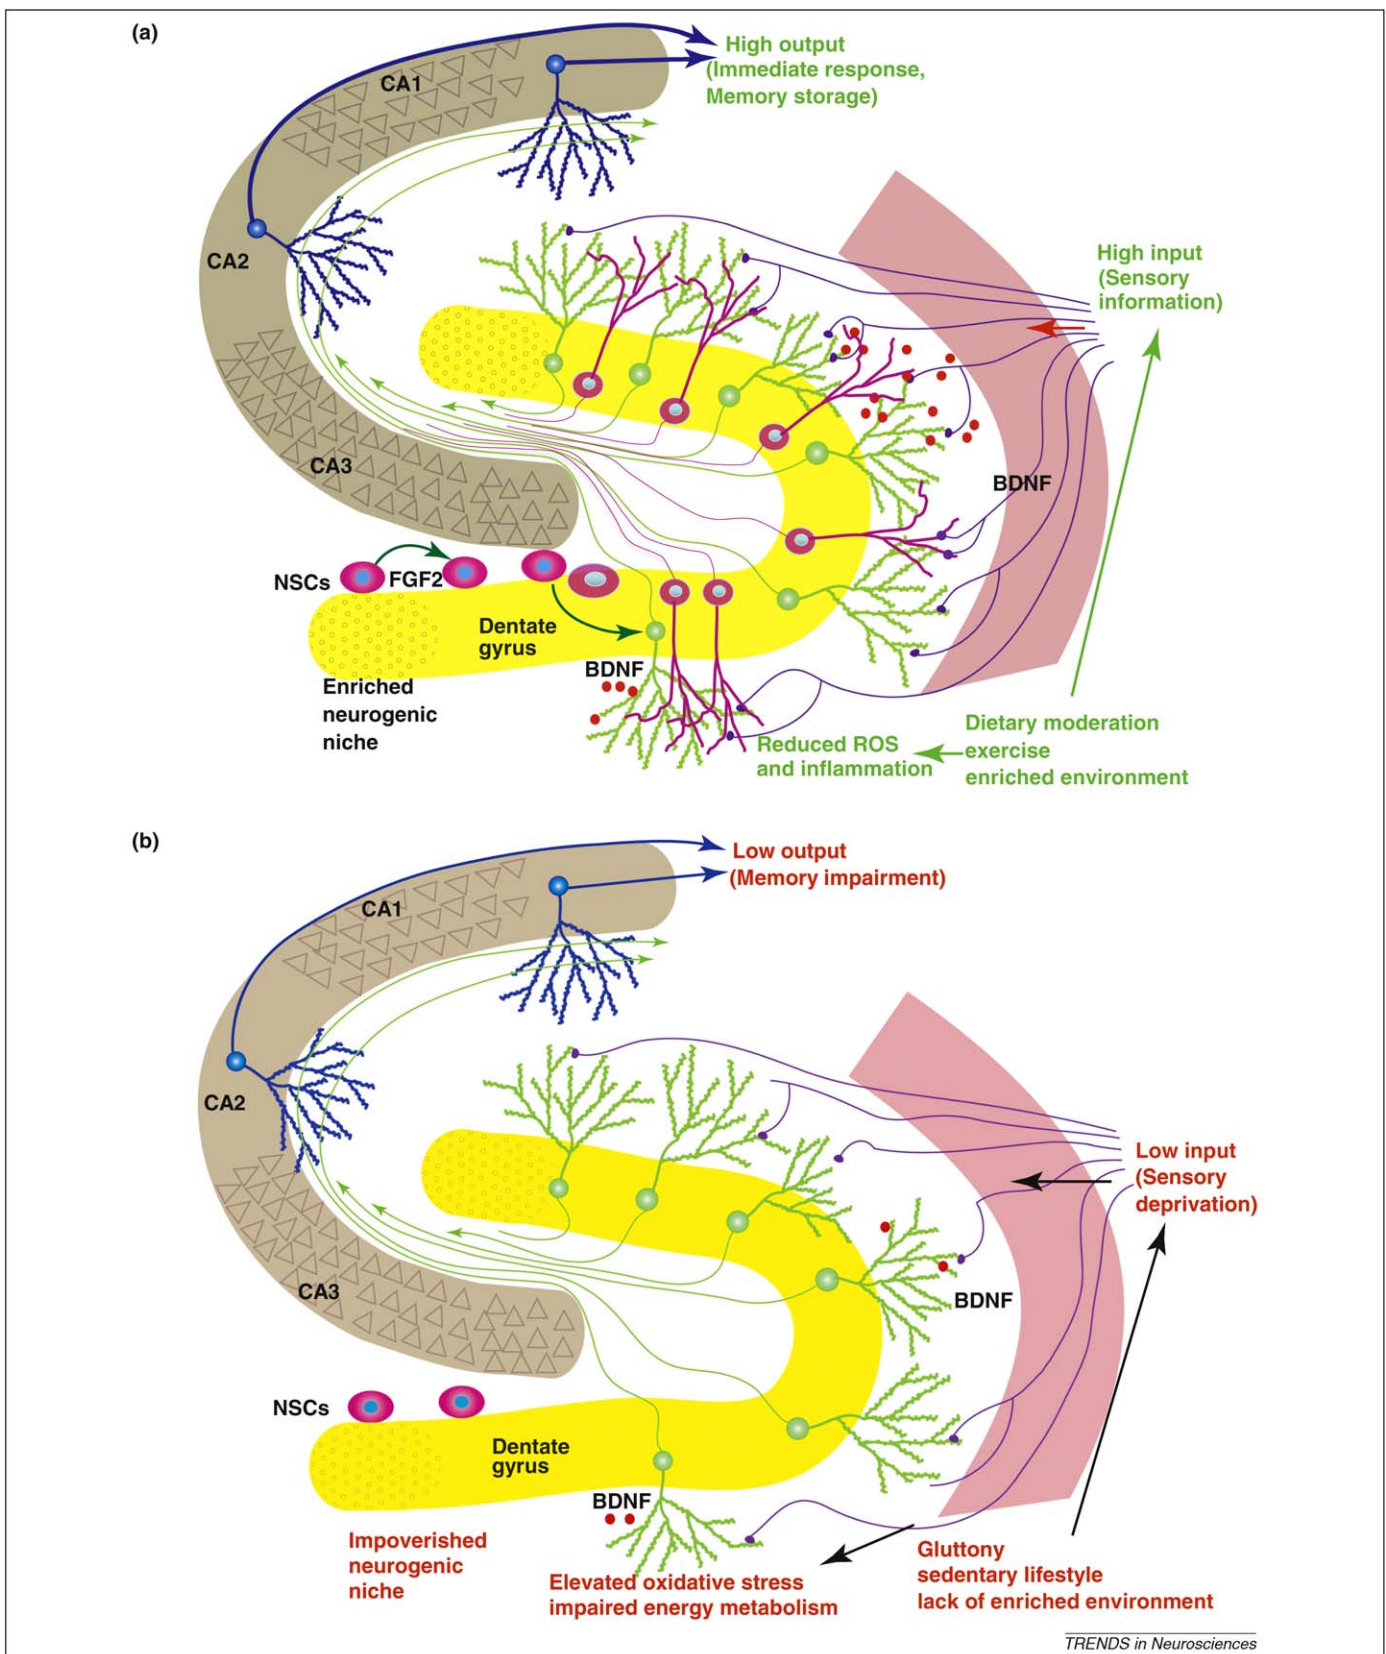 (a)
High output
(Immediate response,
Memory storage)
CA1
CA2
High input
(Sensory
information)
CA3
BDNF
NSCs
FGF2
Dentate
gyrus
BDNF
Enriched
neurogenic
niche
Reduced ROS
and inflammation
Dietary moderation
exercise
enriched environment
(b)
Low output
(Memory impairment)
CA1
CA2
Low input
(Sensory
deprivation)
CA3
BDNF
NSCs
Dentate
gyrus
BDNF
Impoverished
neurogenic
niche
Elevated oxidative stress
impaired energy metabolism
Gluttony
sedentary lifestyle
lack of enriched environment
TRENDS in Neurosciences